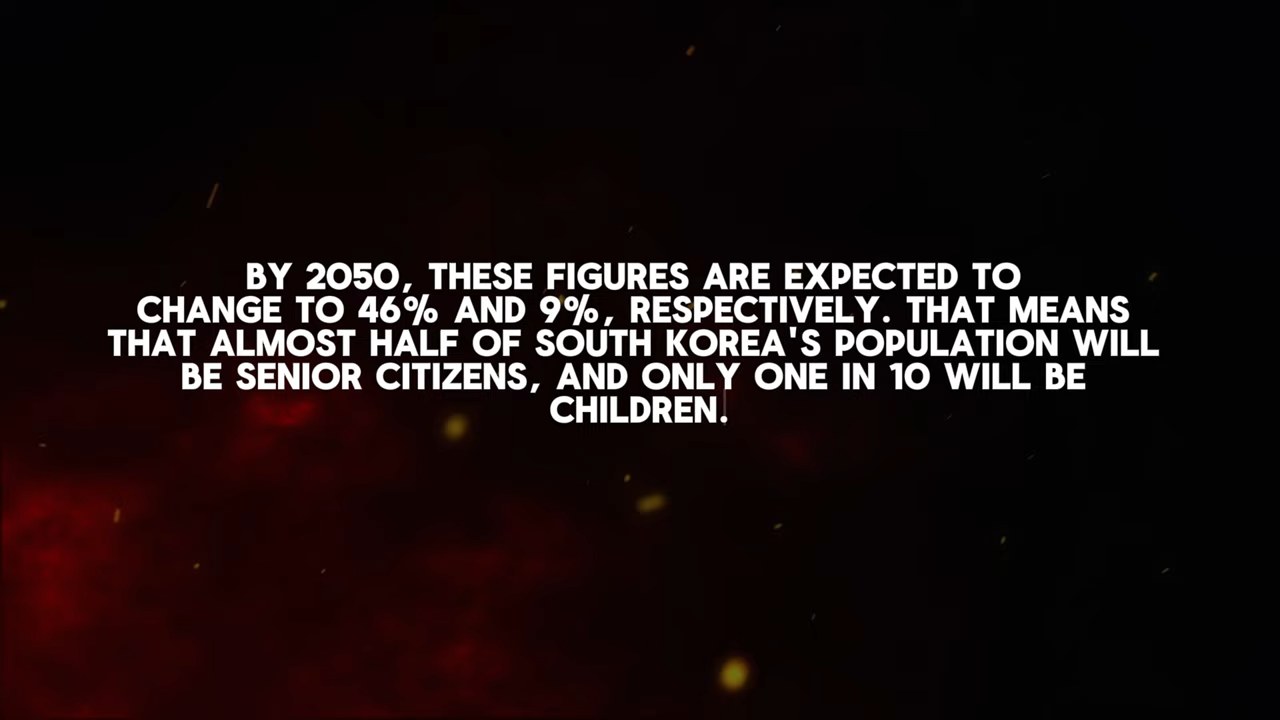 BY 2050, THESE FIGURES ARE EXPECTED TO
CHANGE TO 46% AND 9%, RESPECTIVELY. THAT MEANS
THAT ALMOST HALF OF SOUTH KOREA'S POPULATION WILL
BE SENIOR CITIZENS, AND ONLY ONE IN 10 WILL BE
CHILDREN.